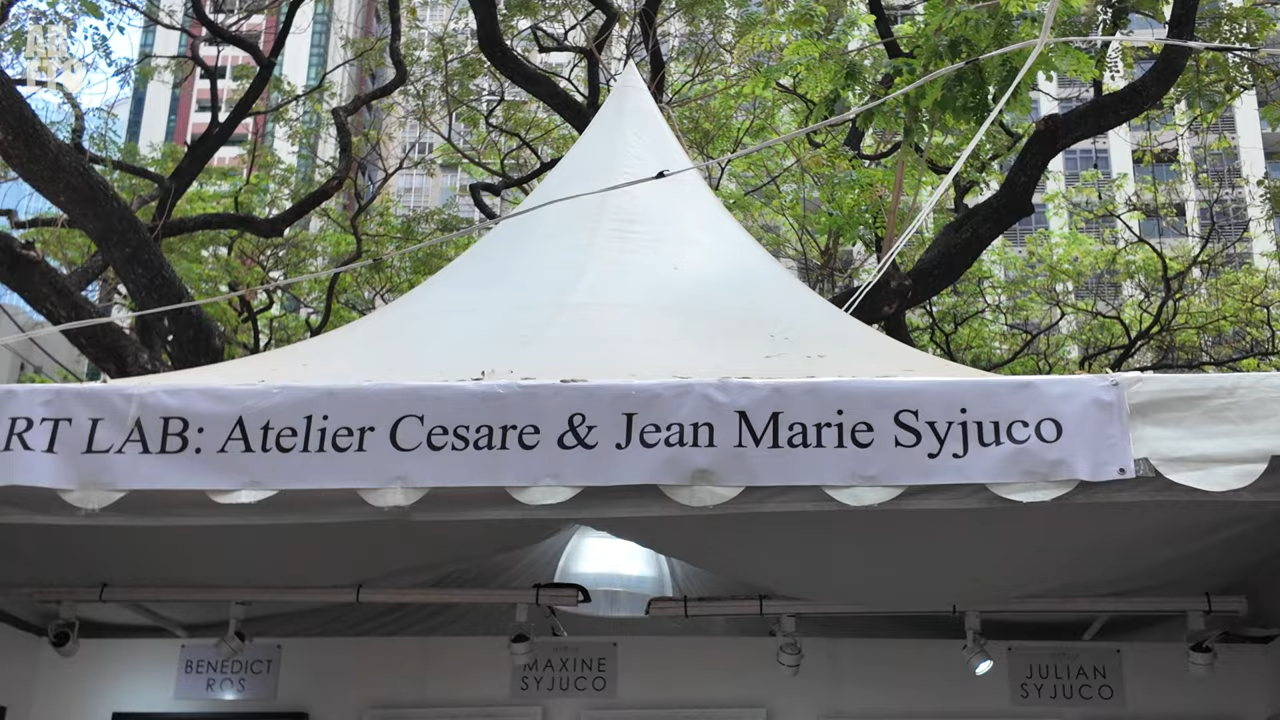 RT LAB: Atelier Cesare & Jean Marie Syjuco
BENEDICT
ROS
MAXINE
SYJUCO
JULIAN
SYJUCO